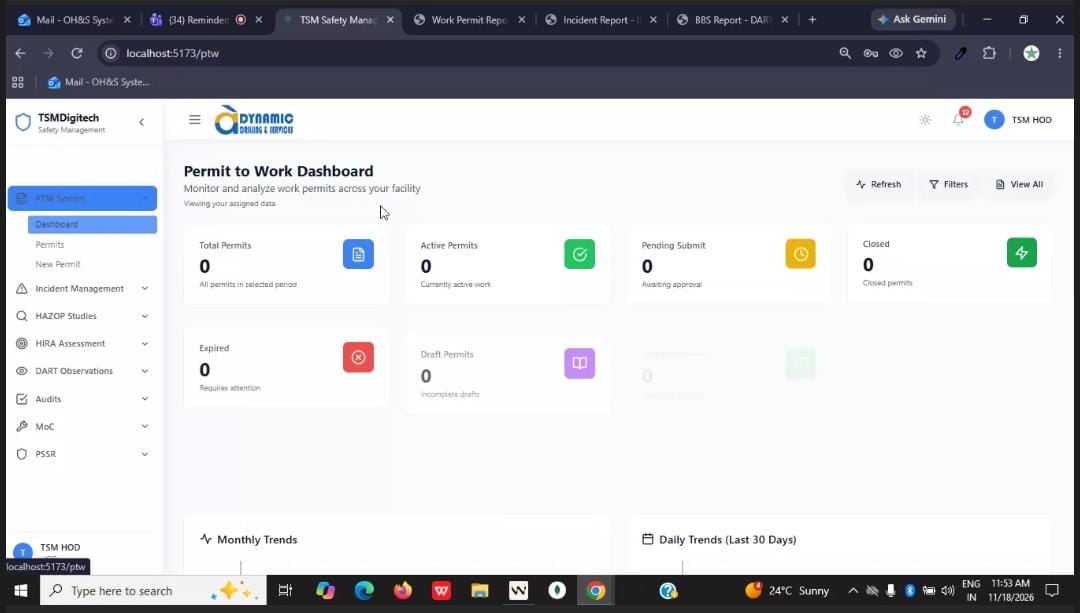 Mail - OH&S Syste
(34) Reminder
TSM Safety Manag
Work Permit Repo
Incident Report -
BBS Report - DAR
Ask Gemini
localhost:5173/ptw
Mail - OH&S Syste...
TSMDigitech
Safety Management
DYNAMIC
DRILLING & SERVICES
12
T
TSM HOD
Permit to Work Dashboard
Monitor and analyze work permits across your facility
Viewing your assigned data
Refresh
Filters
View All
PTW System
Dashboard
Permits
New Permit
Incident Management
HAZOP Studies
HIRA Assessment
DART Observations
Audits
MoC
PSSR
Total Permits
0
All permits in selected period
Active Permits
0
Currently active work
Pending Submit
0
Awaiting approval
Closed
0
Closed permits
Expired
0
Requires attention
Draft Permits
0
Incomplete drafts
0
Monthly Trends
Daily Trends (Last 30 Days)
T
TSM HOD
localhost:5173/ptw
Type here to search
24°C Sunny
ENG
IN
11:53 AM
11/18/2026